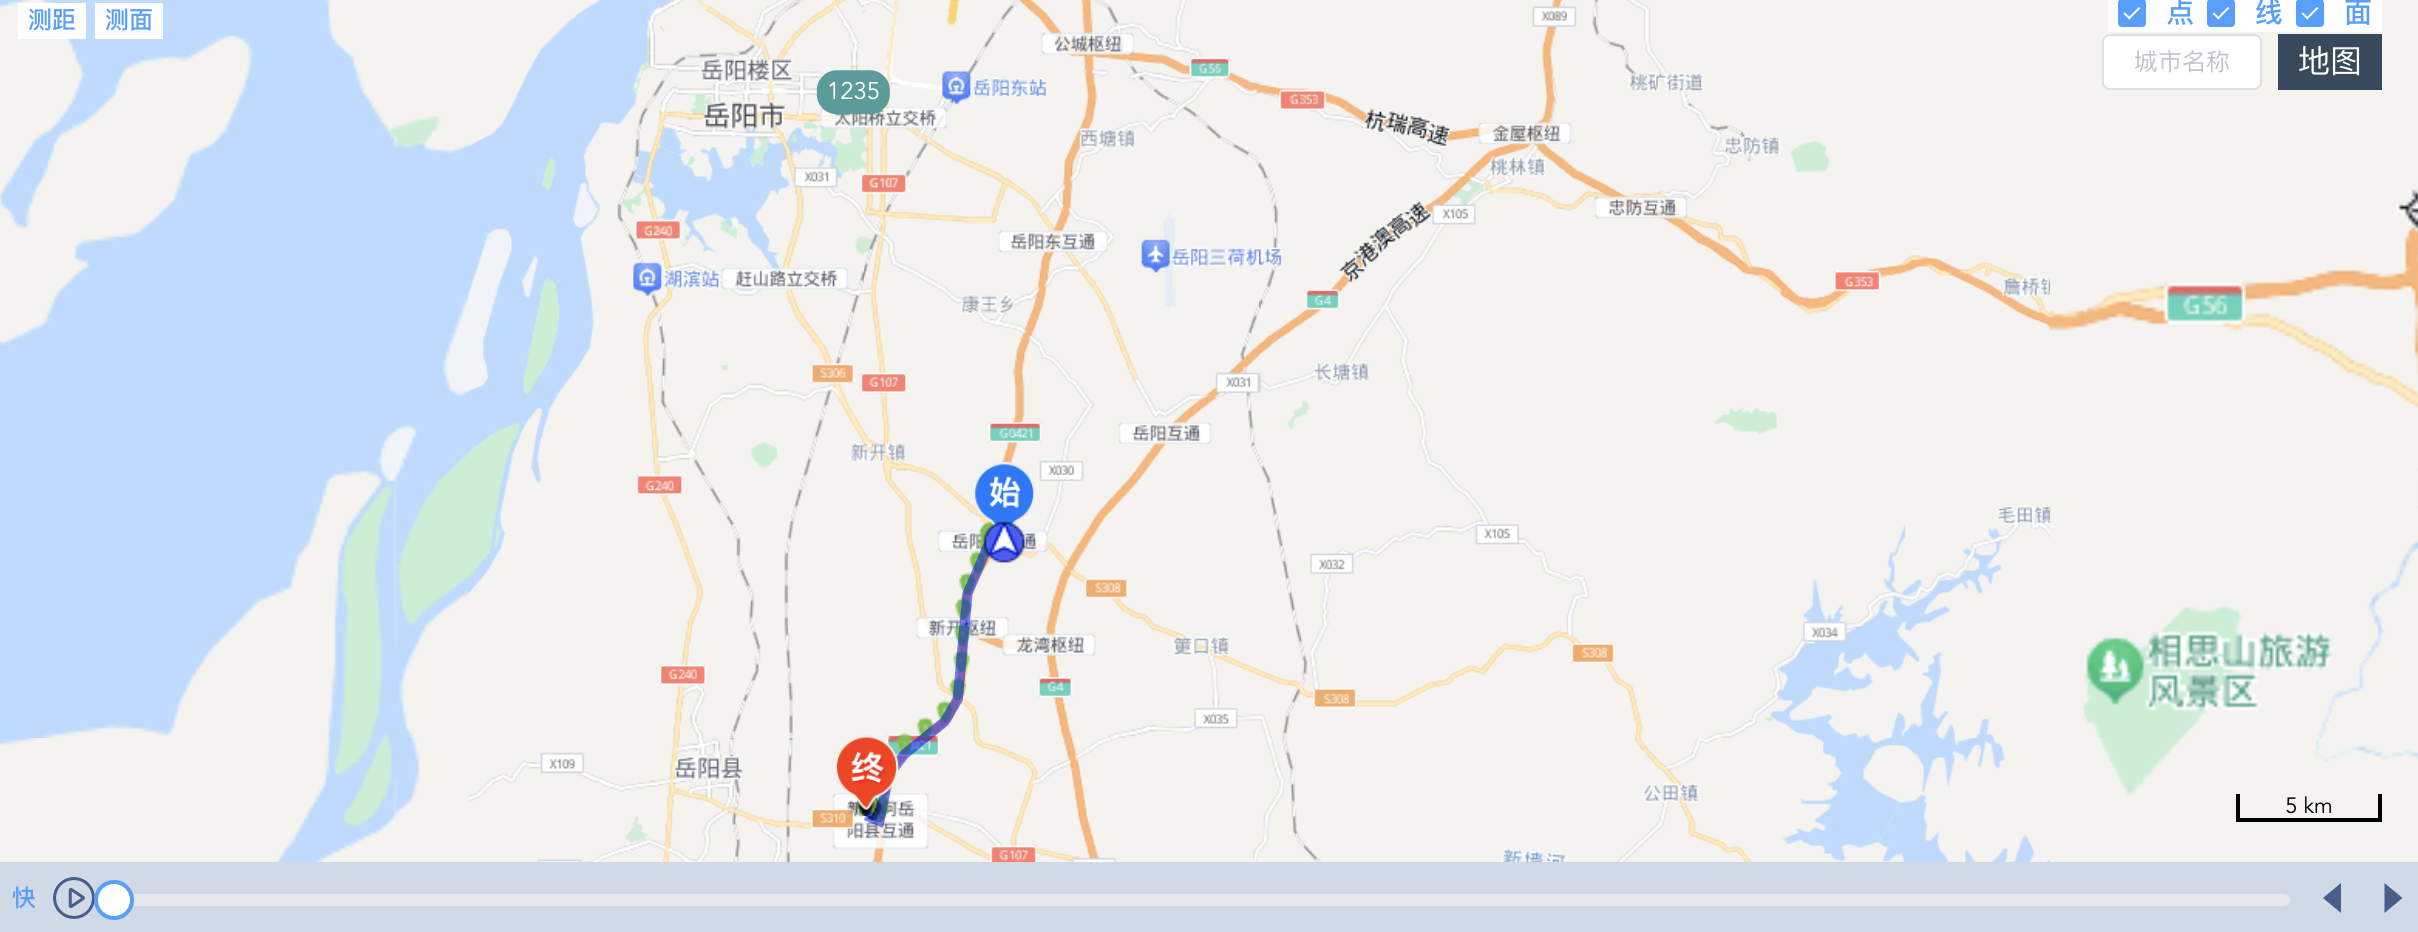 测距 测面
点 线 面
城市名称 地图
X089
公城枢纽
岳阳楼区
G56
1235
岳阳东站
桃矿街道
G353
岳阳市
太阳桥立交桥
杭瑞高速
金屋枢纽
西塘镇
忠防镇
桃林镇
X031
G107
忠防互通
X105
G240
岳阳东互通
京港澳高速
岳阳三荷机场
湖滨站
赶山路立交桥
G353
詹桥
G4
康王乡
G56
S306
G107
长塘镇
X031
G0421
岳阳互通
新开镇
X030
G240
始
毛田镇
X105
岳阳 通
X032
S308
新开枢纽
X034
龙湾枢纽
筻口镇
S308
相思山旅游
风景区
G240
G4
S308
X035
21
X109
岳阳县
终
公田镇
新 河岳
阳县互通
S310
5 km
G107
新墙河
快